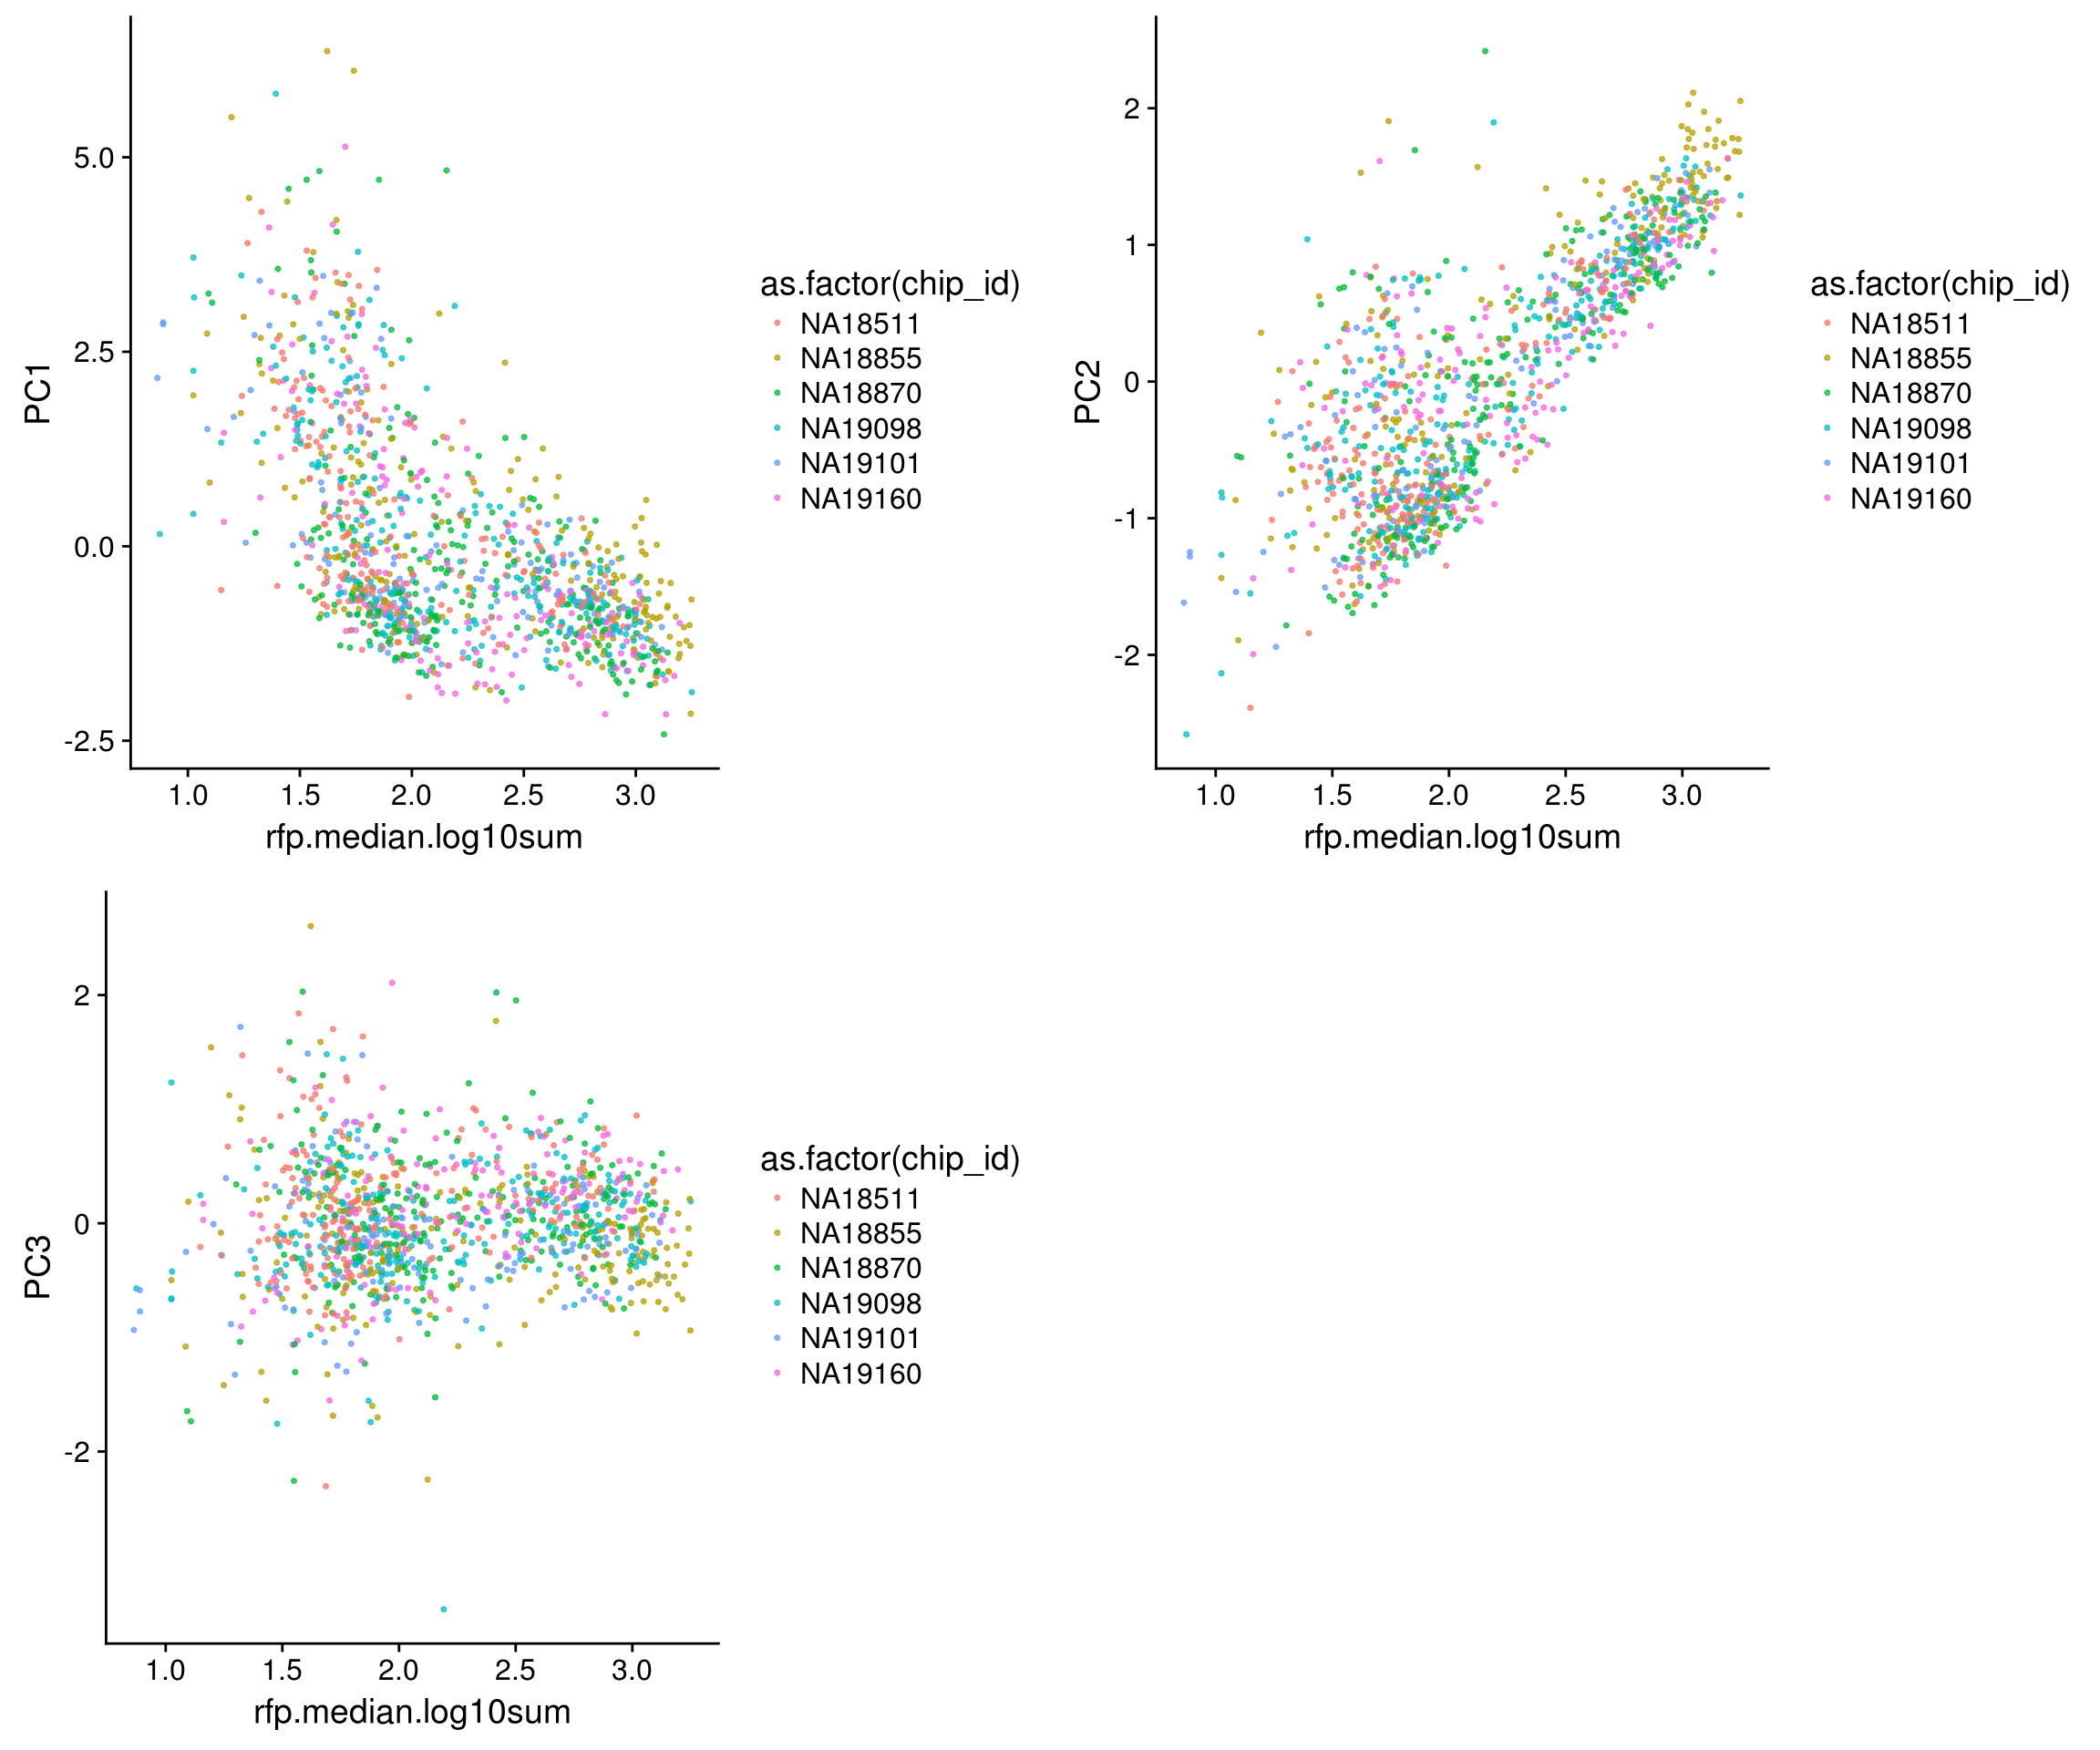 PC1
5.0
2.5
0.0
-2.5
1.0 1.5 2.0 2.5 3.0
rfp.median.log10sum
as.factor(chip_id)
NA18511
NA18855
NA18870
NA19098
NA19101
NA19160
PC2
2
1
0
-1
-2
1.0 1.5 2.0 2.5 3.0
rfp.median.log10sum
as.factor(chip_id)
NA18511
NA18855
NA18870
NA19098
NA19101
NA19160
PC3
2
0
-2
1.0 1.5 2.0 2.5 3.0
rfp.median.log10sum
as.factor(chip_id)
NA18511
NA18855
NA18870
NA19098
NA19101
NA19160